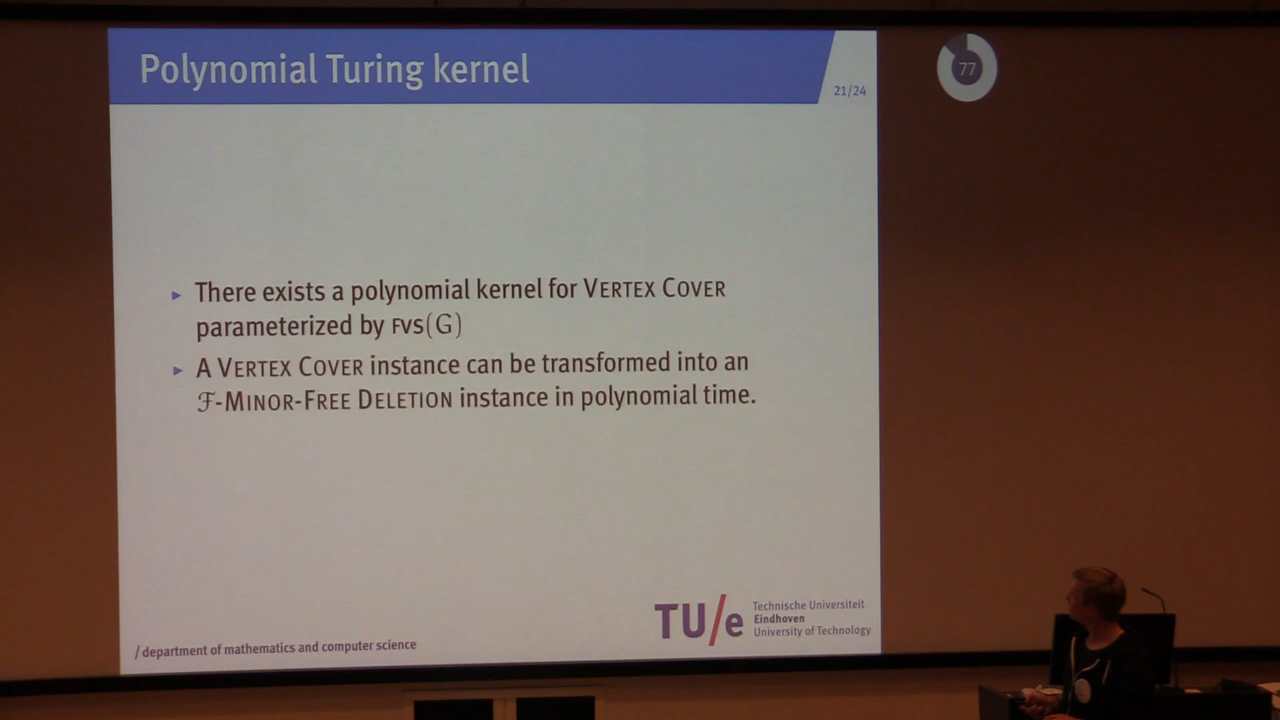 Polynomial Turing kernel
21/24
77
▸ There exists a polynomial kernel for VERTEX COVER
parameterized by FVS(G)
▸ A VERTEX COVER instance can be transformed into an
ℱ-MINOR-FREE DELETION instance in polynomial time.
/ department of mathematics and computer science
TU/e
Technische Universiteit
Eindhoven
University of Technology